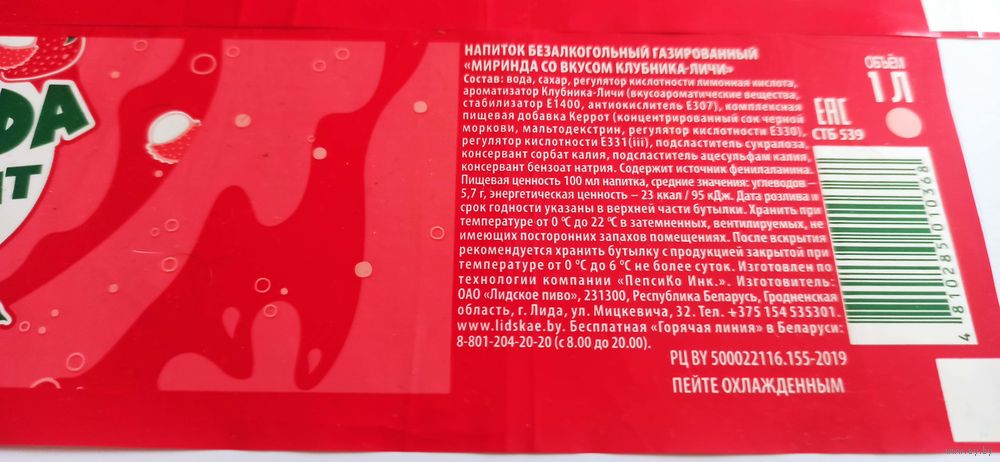 DA
НАПИТОК БЕЗАЛКОГОЛЬНЫЙ ГАЗИРОВАННЫЙ
«МИРИНДА СО ВКУСОМ КЛУБНИКА-ЛИЧИ»
Состав: вода, сахар, регулятор кислотности лимонная кислота,
ароматизатор Клубника-Личи (вкусоароматические вещества,
стабилизатор Е1400, антиокислитель Е307), комплексная
пищевая добавка Керрот (концентрированный сок черной
моркови, мальтодекстрин, регулятор кислотности Е330),
регулятор кислотности Е331(iii), подсластитель сукралоза,
консервант сорбат калия, подсластитель ацесульфам калия,
консервант бензоат натрия. Содержит источник фенилаланина.
Пищевая ценность 100 мл напитка, средние значения: углеводов –
5,7 г, энергетическая ценность – 23 ккал / 95 кДж. Дата розлива и
срок годности указаны в верхней части бутылки. Хранить при
температуре от 0 °С до 22 °С в затемненных, вентилируемых, не
имеющих посторонних запахов помещениях. После вскрытия
рекомендуется хранить бутылку с продукцией закрытой при
температуре от 0 °С до 6 °С не более суток. Изготовлен по
технологии компании «ПепсиКо Инк.». Изготовитель:
ОАО «Лидское пиво», 231300, Республика Беларусь, Гродненская
область, г. Лида, ул. Мицкевича, 32. Тел. +375 154 535301.
www.lidskae.by. Бесплатная «Горячая линия» в Беларуси:
8-801-204-20-20 (с 8.00 до 20.00).
РЦ BY 500022116.155-2019
ПЕЙТЕ ОХЛАЖДЕННЫМ
ОБЪЁМ
1 Л
ЕАС
СТБ 539
4 810285 010368